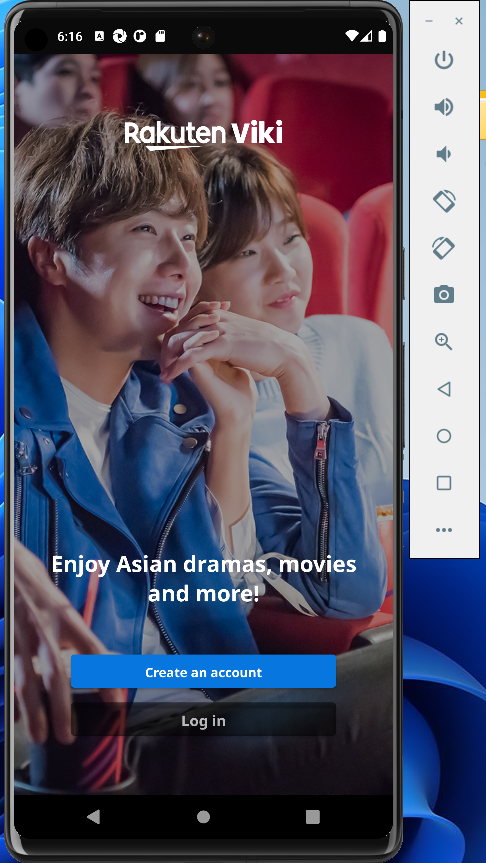 6:16
Rakuten Viki
Enjoy Asian dramas, movies
and more!
Create an account
Log in